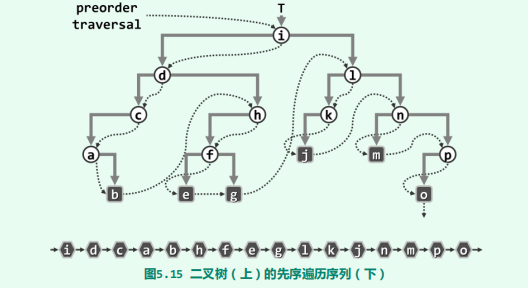 preorder
traversal
T
i
d
l
c
h
k
n
a
f
j
m
p
b
e
g
o
i d c a b h f e g l k j n m p o
图5.15 二叉树(上)的先序遍历序列(下)